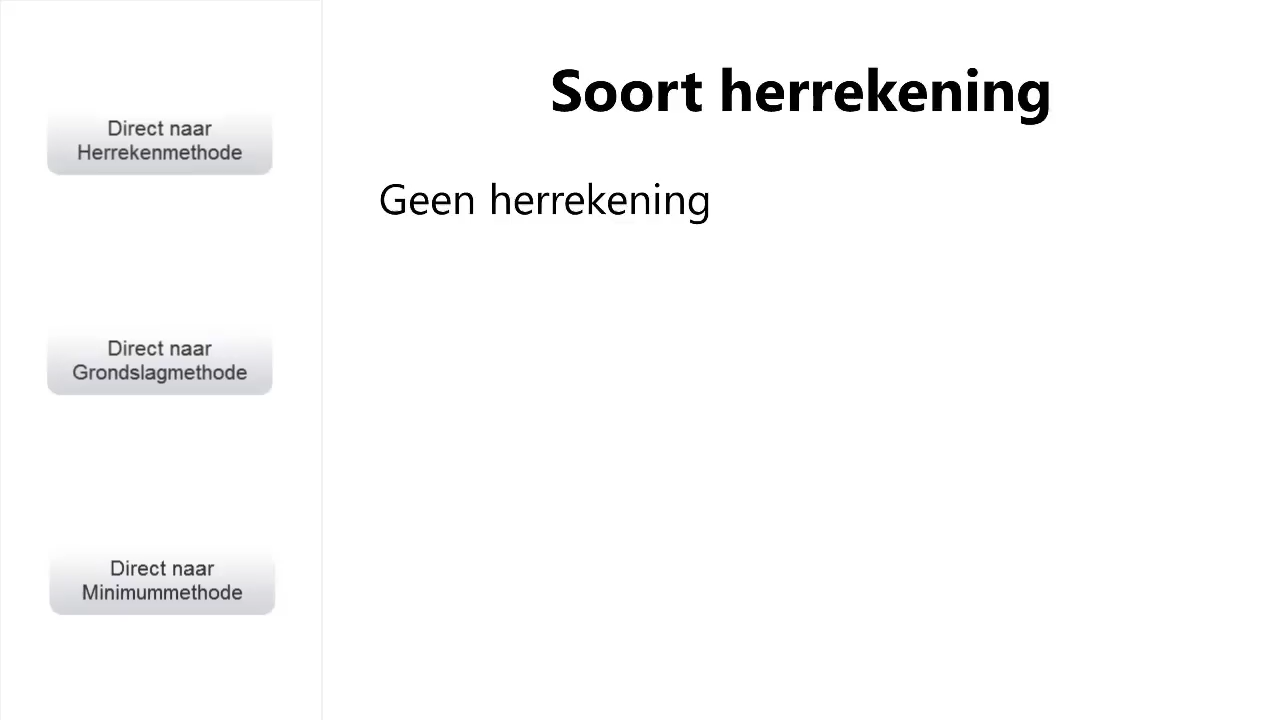 Soort herrekening
Geen herrekening
Direct naar
Herrekenmethode
Direct naar
Grondslagmethode
Direct naar
Minimummethode